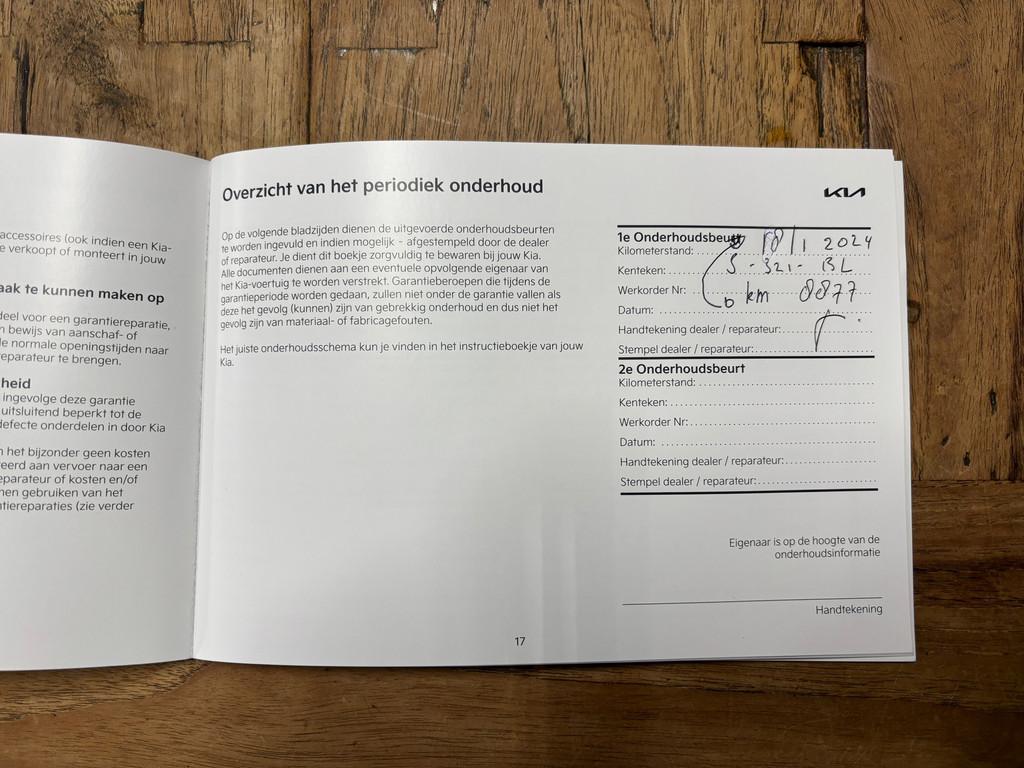 accessoires (ook indien een Kia-
e verkoopt of monteert in jouw
aak te kunnen maken op
deel voor een garantiereparatie,
n bewijs van aanschaf- of
le normale openingstijden naar
reparateur te brengen.
heid
ingevolge deze garantie
uitsluitend beperkt tot de
defecte onderdelen in door Kia
n het bijzonder geen kosten
eerd aan vervoer naar een
eparateur of kosten en/of
nen gebruiken van het
ntiereparaties (zie verder
Overzicht van het periodiek onderhoud
KIA
Op de volgende bladzijden dienen de uitgevoerde onderhoudsbeurten
te worden ingevuld en indien mogelijk - afgestempeld door de dealer
of reparateur. Je dient dit boekje zorgvuldig te bewaren bij jouw Kia.
Alle documenten dienen aan een eventuele opvolgende eigenaar van
het Kia-voertuig te worden verstrekt. Garantieberoepen die tijdens de
garantieperiode worden gedaan, zullen niet onder de garantie vallen als
deze het gevolg (kunnen) zijn van gebrekkig onderhoud en dus niet het
gevolg zijn van materiaal- of fabricagefouten.
Het juiste onderhoudsschema kun je vinden in het instructieboekje van jouw
Kia.
1e Onderhoudsbeurt
Kilometerstand: 18/1 2024
Kenteken: S-321-BL
Werkorder Nr: km 8877
Datum:
Handtekening dealer / reparateur:
Stempel dealer / reparateur:
2e Onderhoudsbeurt
Kilometerstand:
Kenteken:
Werkorder Nr:
Datum:
Handtekening dealer / reparateur:
Stempel dealer / reparateur:
Eigenaar is op de hoogte van de
onderhoudsinformatie
Handtekening
17